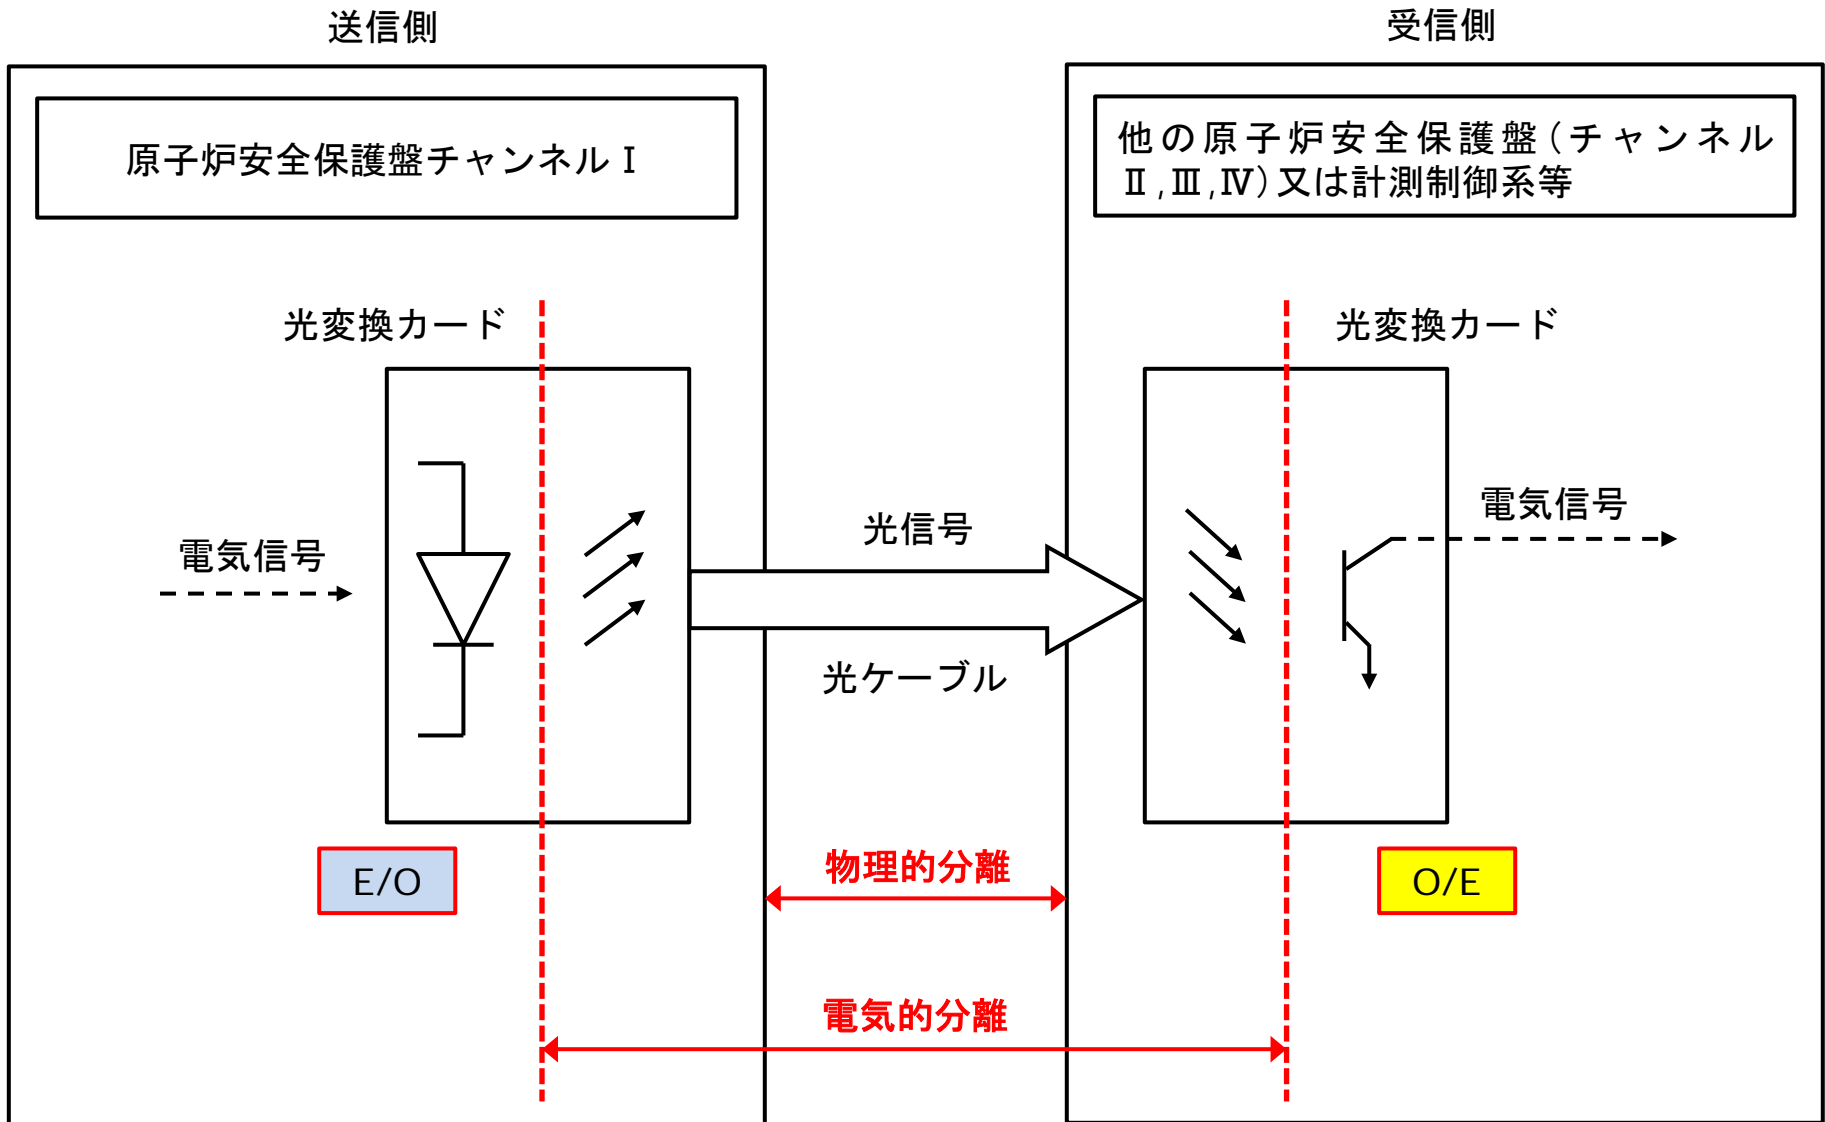 送信側
受信側
原子炉安全保護盤チャンネルⅠ
他の原子炉安全保護盤(チャンネル
Ⅱ,Ⅲ,Ⅳ)又は計測制御系等
光変換カード
光変換カード
電気信号
光信号
電気信号
光ケーブル
E/O
物理的分離
O/E
電気的分離